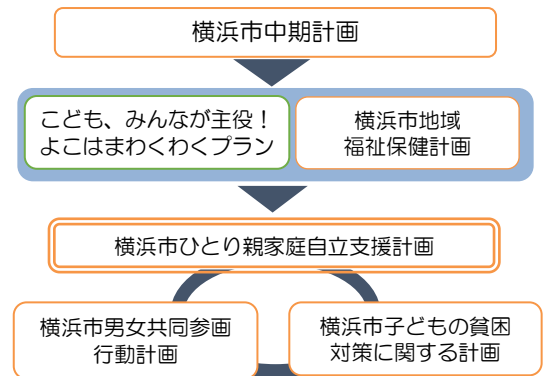 横浜市中期計画
こども、みんなが主役！
よこはまわくわくプラン
横浜市地域
福祉保健計画
横浜市ひとり親家庭自立支援計画
横浜市男女共同参画
行動計画
横浜市子どもの貧困
対策に関する計画